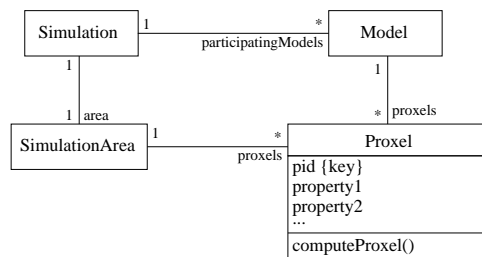 Simulation
1
*
participatingModels
Model
1
1
1
area
*
proxels
SimulationArea
1
*
proxels
Proxel
pid {key}
property1
property2
...
computeProxel()